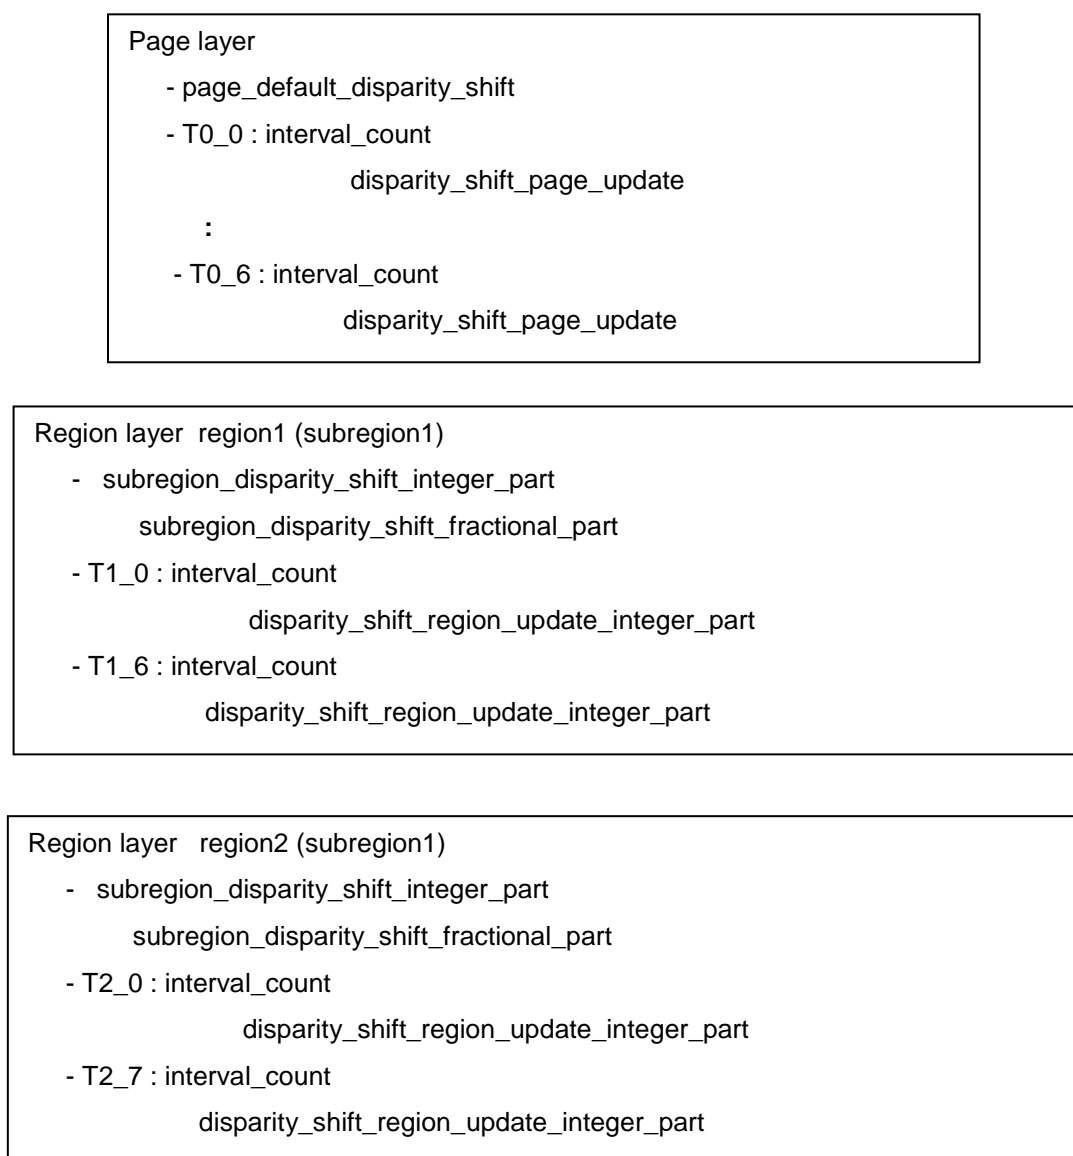 Page layer
- page_default_disparity_shift
- T0_0 : interval_count
disparity_shift_page_update
:
- T0_6 : interval_count
disparity_shift_page_update
Region layer region1 (subregion1)
- subregion_disparity_shift_integer_part
subregion_disparity_shift_fractional_part
- T1_0 : interval_count
disparity_shift_region_update_integer_part
- T1_6 : interval_count
disparity_shift_region_update_integer_part
Region layer region2 (subregion1)
- subregion_disparity_shift_integer_part
subregion_disparity_shift_fractional_part
- T2_0 : interval_count
disparity_shift_region_update_integer_part
- T2_7 : interval_count
disparity_shift_region_update_integer_part